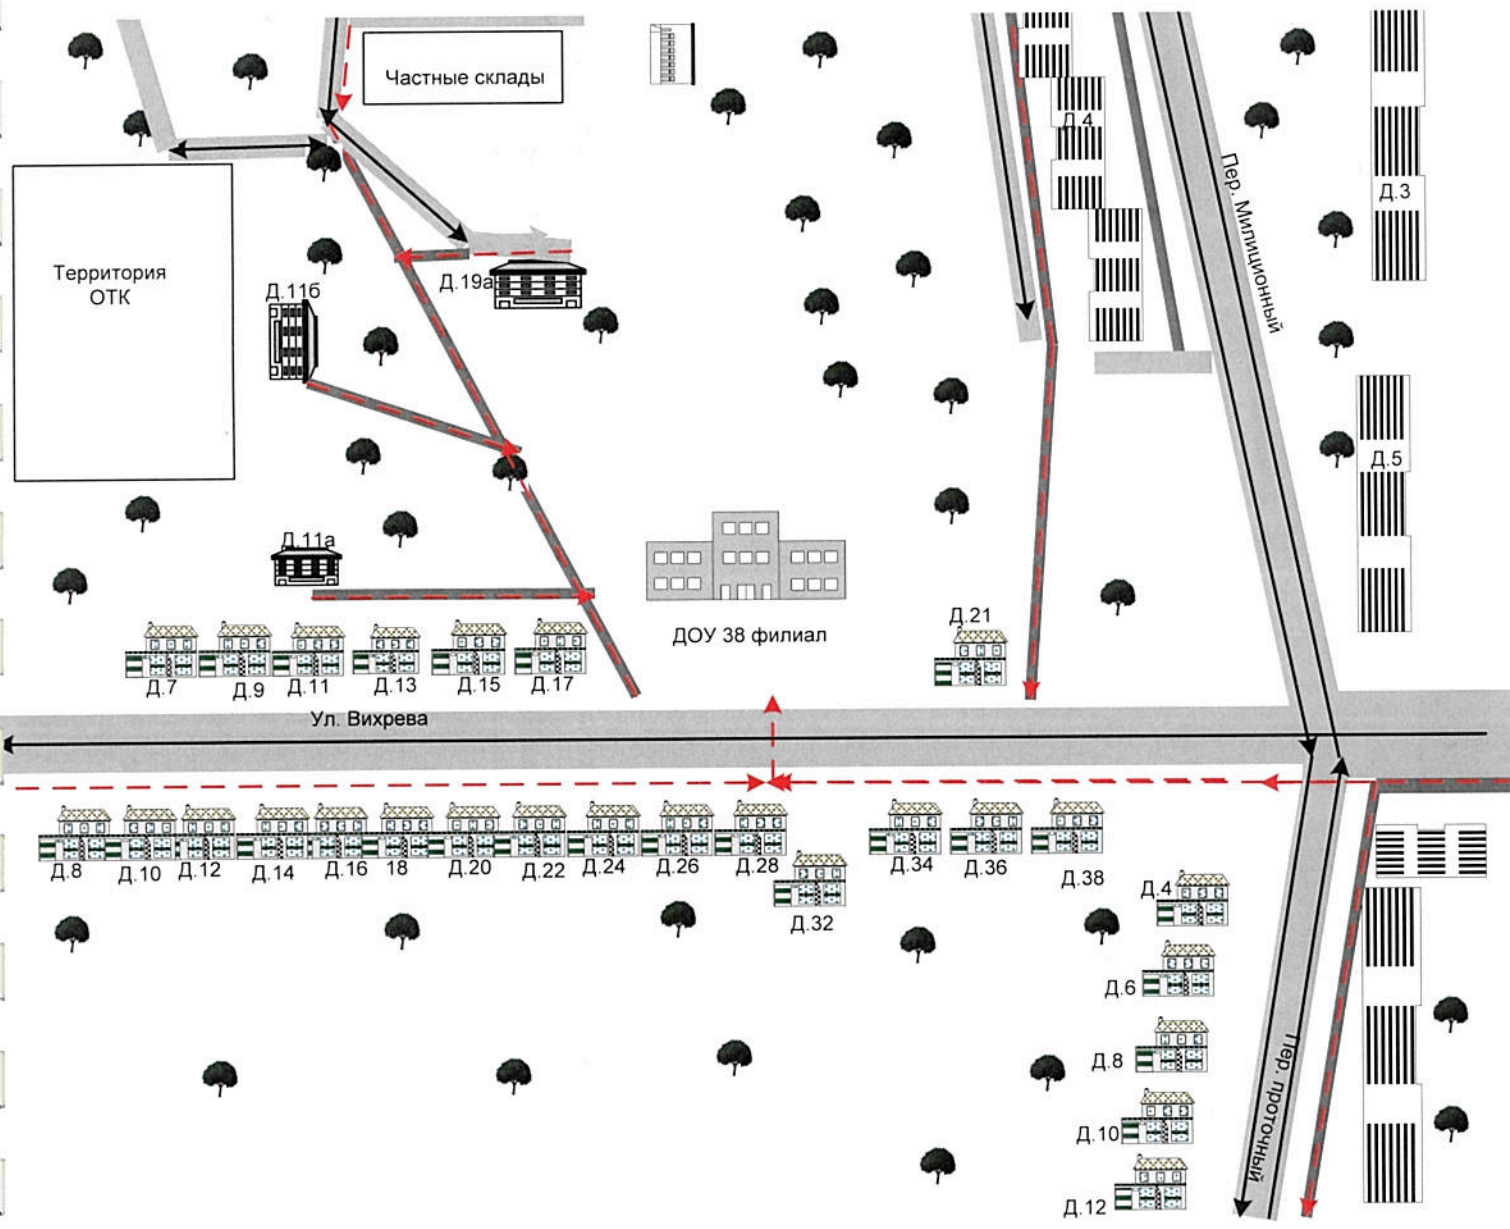 Частные склады
Д.4
Пер. Милиционный
Д.3
Территория
ОТК
Д.19а
Д.11б
Д.5
Д.11а
ДОУ 38 филиал
Д.21
Д.7
Д.9
Д.11
Д.13
Д.15
Д.17
Ул. Вихрева
Д.8
Д.10
Д.12
Д.14
Д.16
18
Д.20
Д.22
Д.24
Д.26
Д.28
Д.32
Д.34
Д.36
Д.38
Д.4
Д.6
Д.8
Д.10
Д.12
Пер. проточный